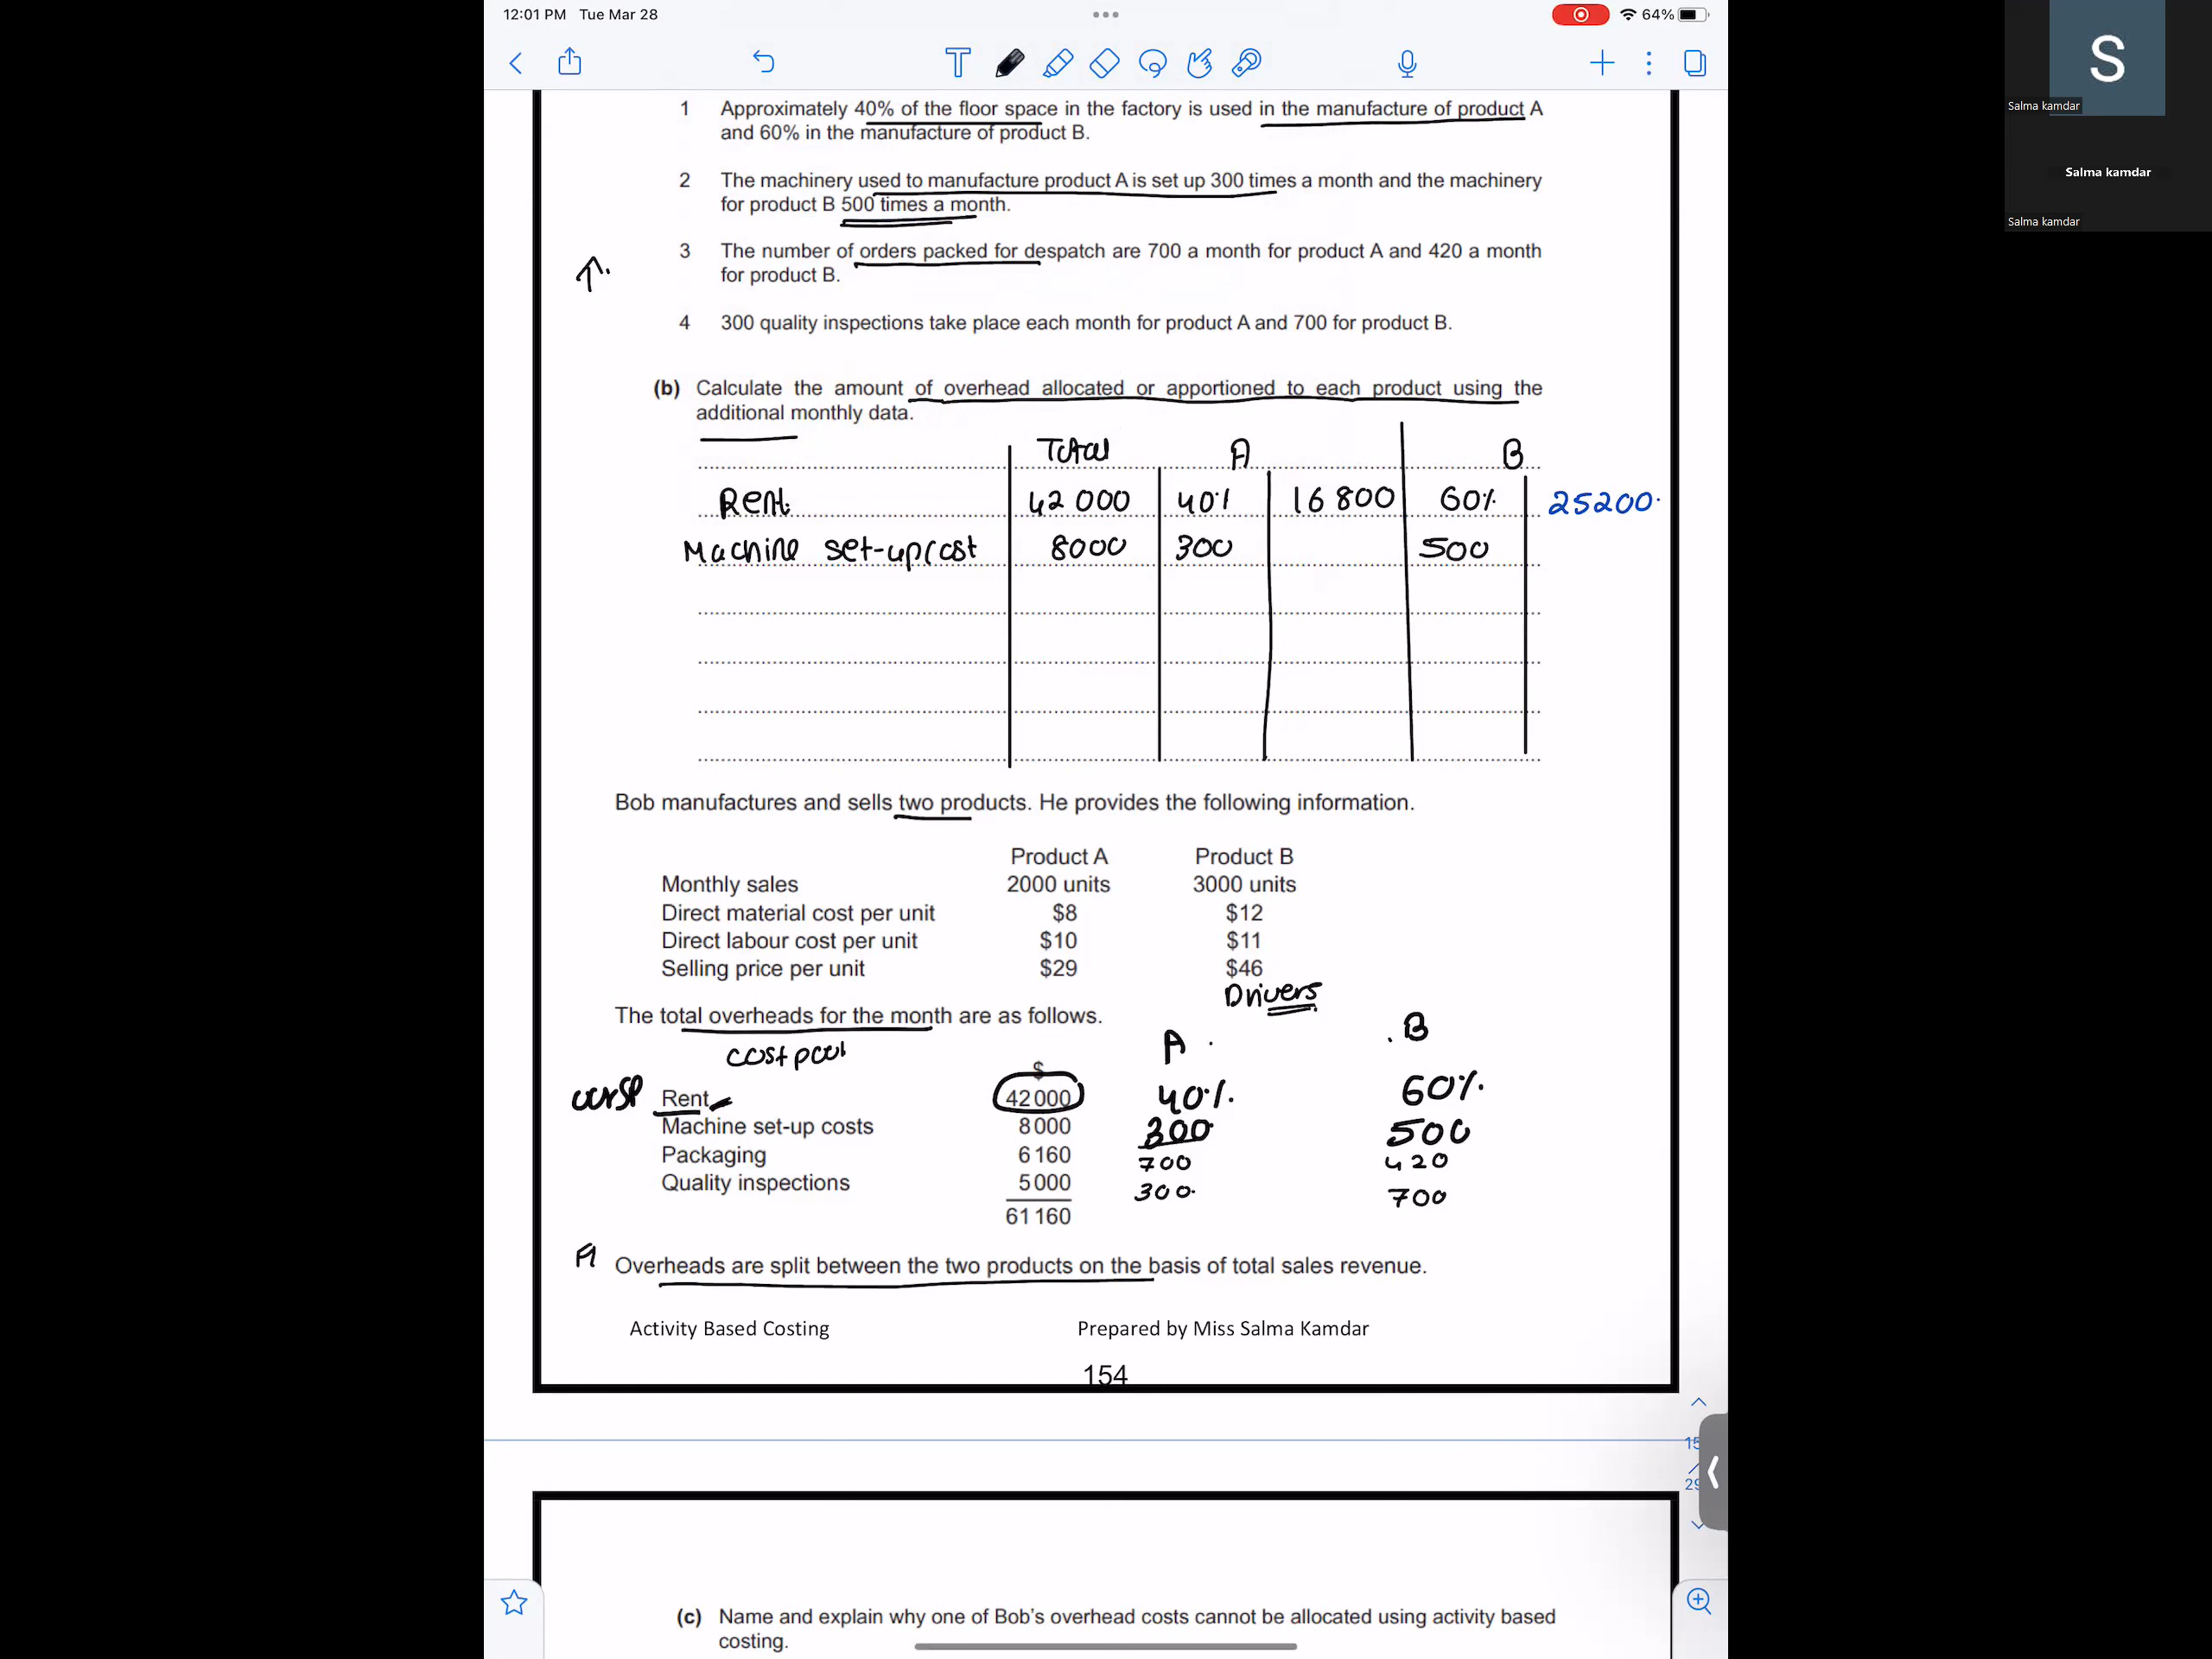 12:01 PM Tue Mar 28
64%
S
Salma kamdar
Salma kamdar
Salma kamdar
1 Approximately 40% of the floor space in the factory is used in the manufacture of product A
and 60% in the manufacture of product B.
2 The machinery used to manufacture product A is set up 300 times a month and the machinery
for product B 500 times a month.
3 The number of orders packed for despatch are 700 a month for product A and 420 a month
for product B.
4 300 quality inspections take place each month for product A and 700 for product B.
(b) Calculate the amount of overhead allocated or apportioned to each product using the
additional monthly data.
Total A B
Rent 42 000 40% 16 800 60% 25200.
Machine set-up cost 8000 300 500
Bob manufactures and sells two products. He provides the following information.
Product A Product B
Monthly sales 2000 units 3000 units
Direct material cost per unit $8 $12
Direct labour cost per unit $10 $11
Selling price per unit $29 $46
Drivers
The total overheads for the month are as follows.
cost pool A B
$
Rent 42 000 40%. 60%.
Machine set-up costs 8 000 300 500
Packaging 6 160 700 420
Quality inspections 5 000 300. 700
61 160
A Overheads are split between the two products on the basis of total sales revenue.
Activity Based Costing Prepared by Miss Salma Kamdar
154
(c) Name and explain why one of Bob's overhead costs cannot be allocated using activity based
costing.